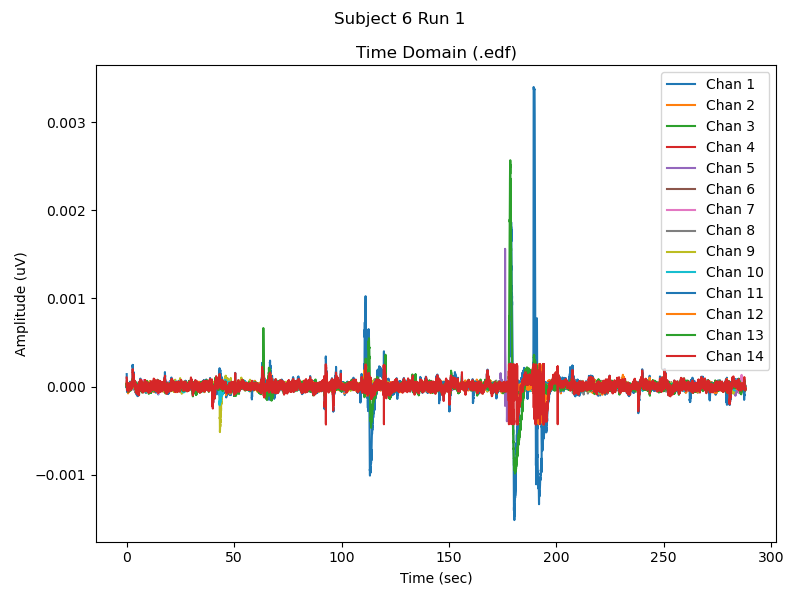 Subject 6 Run 1
Time Domain (.edf)
Amplitude (uV)
0.003
0.002
0.001
0.000
−0.001
0
50
100
150
200
250
300
Time (sec)
Chan 1
Chan 2
Chan 3
Chan 4
Chan 5
Chan 6
Chan 7
Chan 8
Chan 9
Chan 10
Chan 11
Chan 12
Chan 13
Chan 14